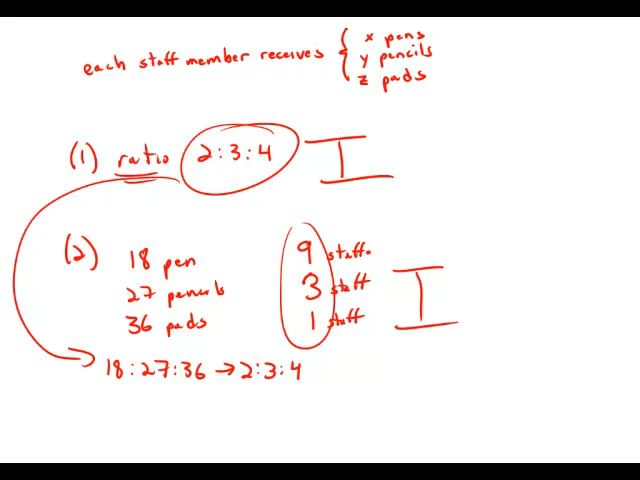 each staff member receives { x pens
y pencils
z pads
(1) ratio 2:3:4 I
(2) 18 pen 9 staff.
27 pencils 3 staff I
36 pads 1 staff
18:27:36 → 2:3:4